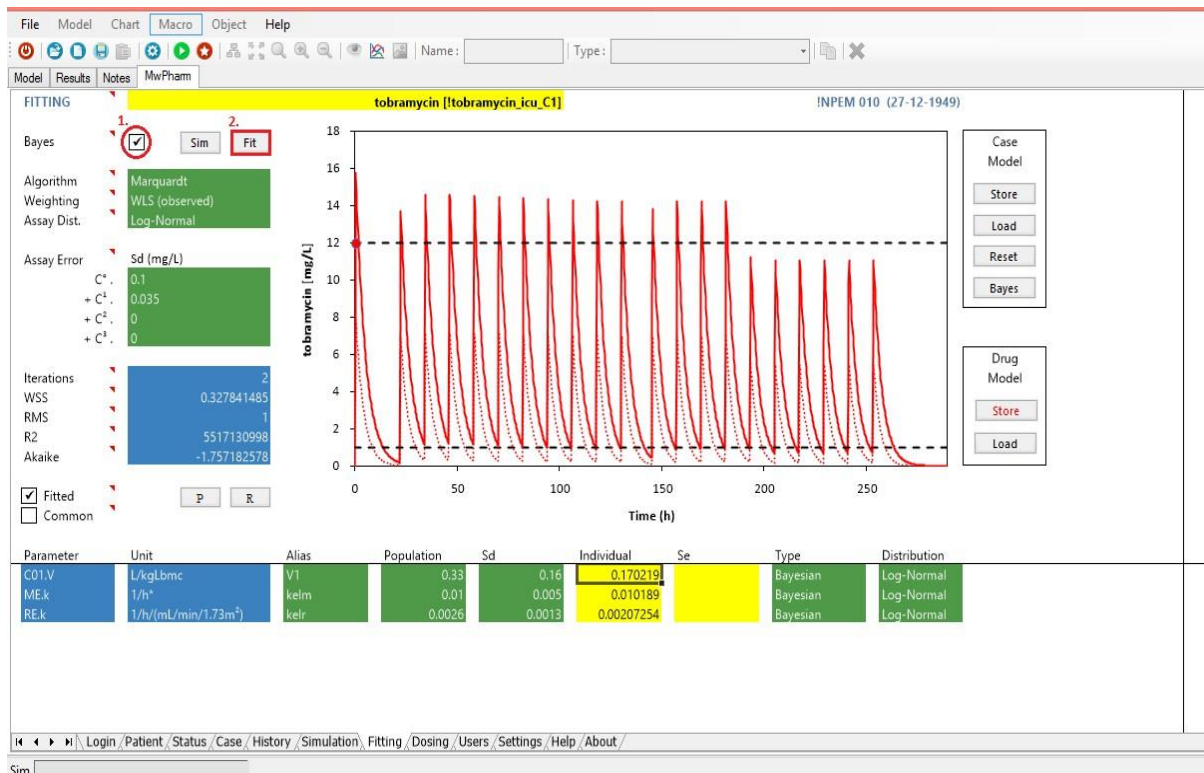 File Model Chart Macro Object Help
Name: Type:
Model Results Notes MwPharm
FITTING tobramycin [!tobramycin_icu_C1] !NPEM 010 (27-12-1949)
1. 2.
Bayes Sim Fit
Algorithm Marquardt
Weighting WLS (observed)
Assay Dist. Log-Normal
Assay Error Sd (mg/L)
C° . 0.1
+ C¹ . 0.035
+ C² . 0
+ C³ . 0
Iterations 2
WSS 0.327841485
RMS 1
R2 5517130998
Akaike -1.757182578
Fitted P R
Common
tobramycin [mg/L]
18
16
14
12
10
8
6
4
2
0
0 50 100 150 200 250
Time (h)
Case
Model
Store
Load
Reset
Bayes
Drug
Model
Store
Load
Parameter Unit Alias Population Sd Individual Se Type Distribution
C01.V L/kgLbmc V1 0.33 0.16 0.170219 Bayesian Log-Normal
ME.k 1/h* kelm 0.01 0.005 0.010189 Bayesian Log-Normal
RE.k 1/h/(mL/min/1.73m²) kelr 0.0026 0.0013 0.00207254 Bayesian Log-Normal
Login Patient Status Case History Simulation Fitting Dosing Users Settings Help About
Sim